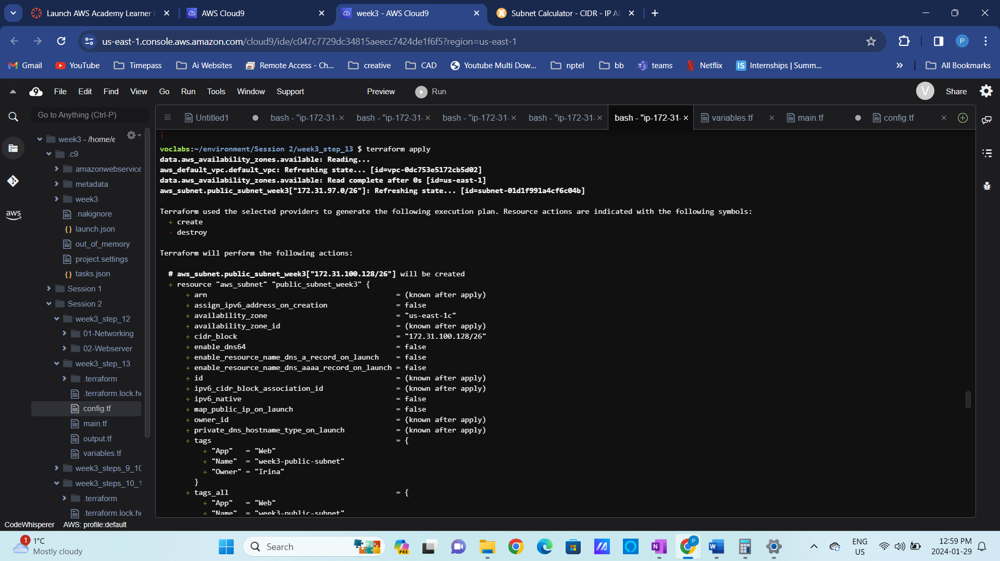 Launch AWS Academy Learner L
AWS Cloud9
week3 - AWS Cloud9
Subnet Calculator - CIDR - IP A
us-east-1.console.aws.amazon.com/cloud9/ide/c047c7729dc34815aeecc7424de1f6f5?region=us-east-1
P
Gmail
YouTube
Timepass
Ai Websites
Remote Access - Ch...
creative
CAD
Youtube Multi Dow...
nptel
bb
teams
Netflix
IS
Internships | Summ...
All Bookmarks
9
File
Edit
Find
View
Go
Run
Tools
Window
Support
Preview
Run
V
Share
Go to Anything (Ctrl-P)
Untitled1
bash - "ip-172-31-
bash - "ip-172-31-
bash - "ip-172-31-
bash - "ip-172-31-
bash - "ip-172-31-
variables.tf
main.tf
config.tf
week3 - /home/e
.c9
amazonwebservice
metadata
week3
.nakignore
launch.json
out_of_memory
project.settings
tasks.json
Session 1
Session 2
week3_step_12
01-Networking
02-Webserver
week3_step_13
.terraform
.terraform.lock.hc
config.tf
main.tf
output.tf
variables.tf
week3_steps_9_10
week3_steps_10_1
.terraform
.terraform.lock.hc
aws
voclabs:~/environment/Session 2/week3_step_13 $ terraform apply
data.aws_availability_zones.available: Reading...
aws_default_vpc.default_vpc: Refreshing state... [id=vpc-0dc753e5172cb5d02]
data.aws_availability_zones.available: Read complete after 0s [id=us-east-1]
aws_subnet.public_subnet_week3["172.31.97.0/26"]: Refreshing state... [id=subnet-01d1f991a4cf6c04b]
Terraform used the selected providers to generate the following execution plan. Resource actions are indicated with the following symbols:
+ create
- destroy
Terraform will perform the following actions:
# aws_subnet.public_subnet_week3["172.31.100.128/26"] will be created
+ resource "aws_subnet" "public_subnet_week3" {
+ arn = (known after apply)
+ assign_ipv6_address_on_creation = false
+ availability_zone = "us-east-1c"
+ availability_zone_id = (known after apply)
+ cidr_block = "172.31.100.128/26"
+ enable_dns64 = false
+ enable_resource_name_dns_a_record_on_launch = false
+ enable_resource_name_dns_aaaa_record_on_launch = false
+ id = (known after apply)
+ ipv6_cidr_block_association_id = (known after apply)
+ ipv6_native = false
+ map_public_ip_on_launch = false
+ owner_id = (known after apply)
+ private_dns_hostname_type_on_launch = (known after apply)
+ tags = {
+ "App" = "Web"
+ "Name" = "week3-public-subnet"
+ "Owner" = "Irina"
}
+ tags_all = {
+ "App" = "Web"
+ "Name" = "week3-public-subnet"
CodeWhisperer
AWS: profile:default
1
1°C
Mostly cloudy
Search
PRE
N
P
W
ENG
US
12:59 PM
2024-01-29